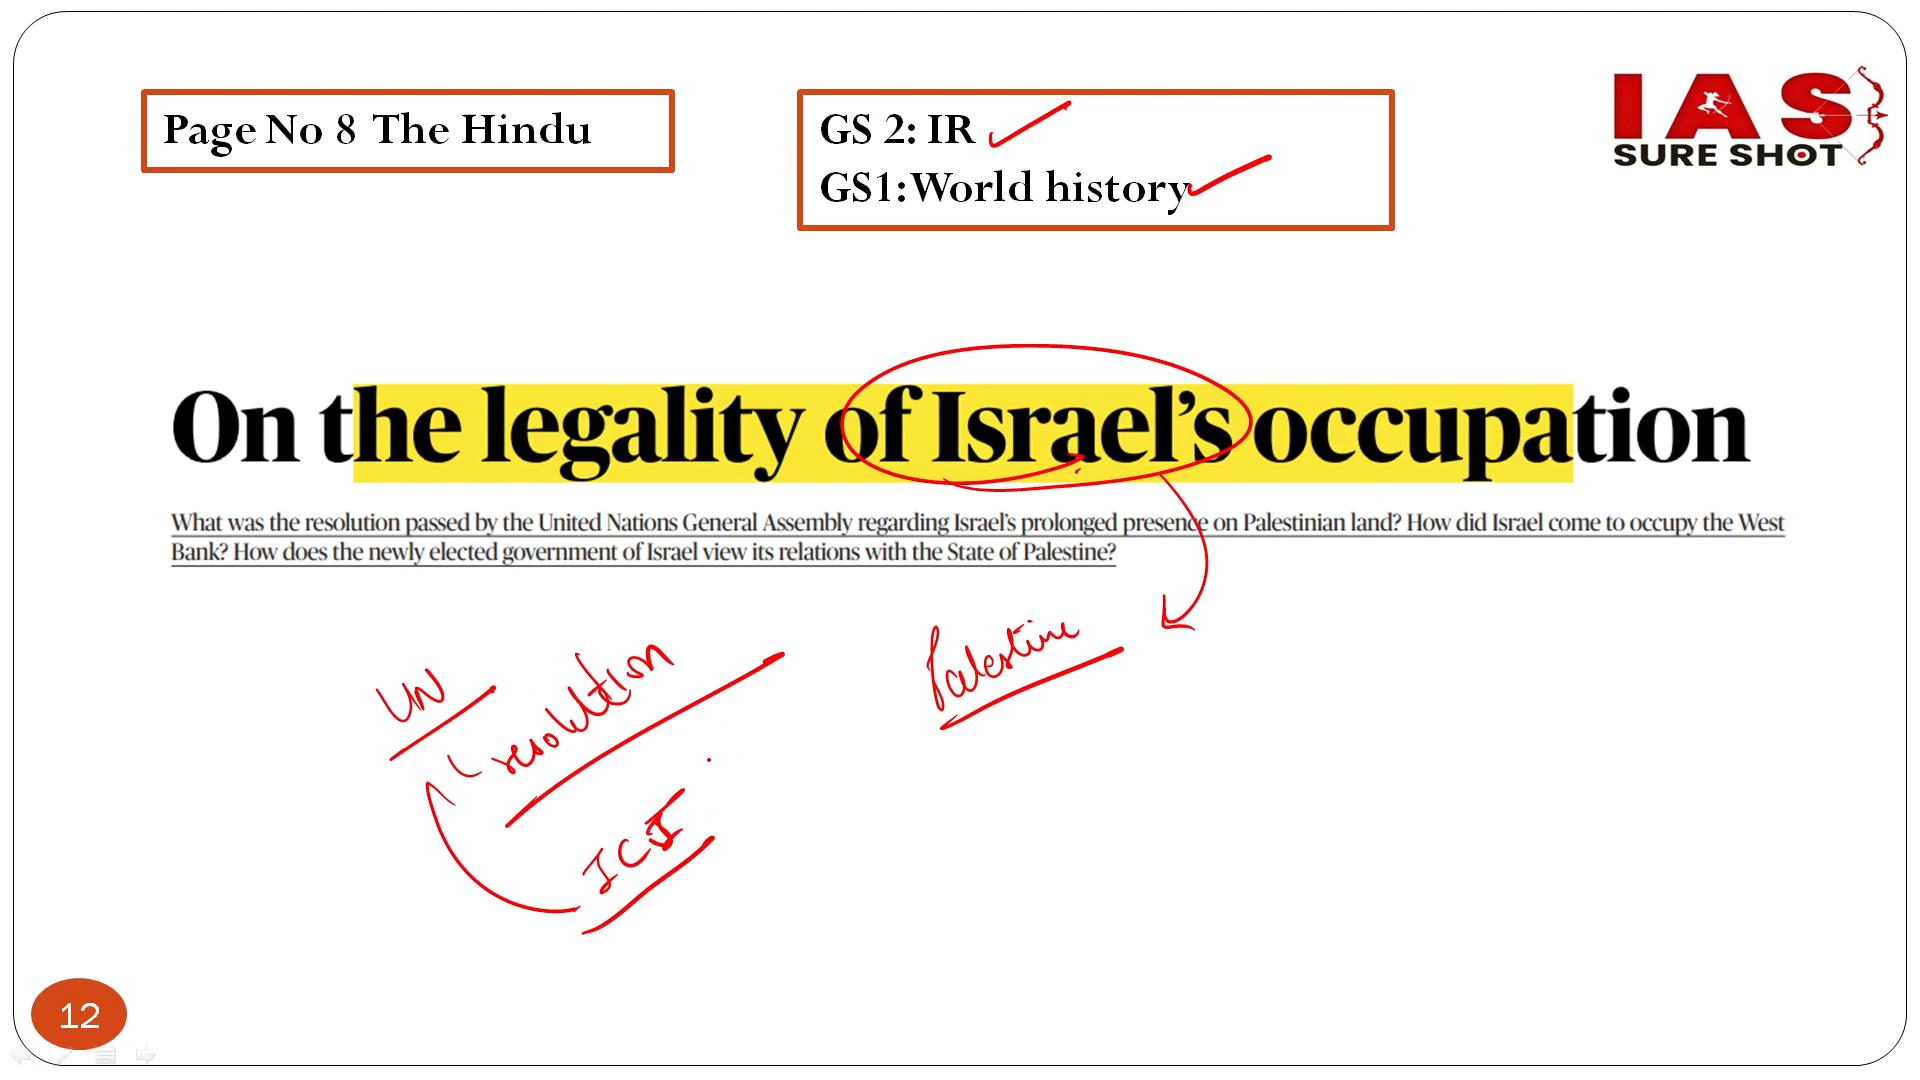 Page No 8 The Hindu
GS 2: IR
GS1: World history
IAS
SURE SHOT
On the legality of Israel’s occupation
What was the resolution passed by the United Nations General Assembly regarding Israel’s prolonged presence on Palestinian land? How did Israel come to occupy the West
Bank? How does the newly elected government of Israel view its relations with the State of Palestine?
Palestine
UN
resolution
ICJ
12